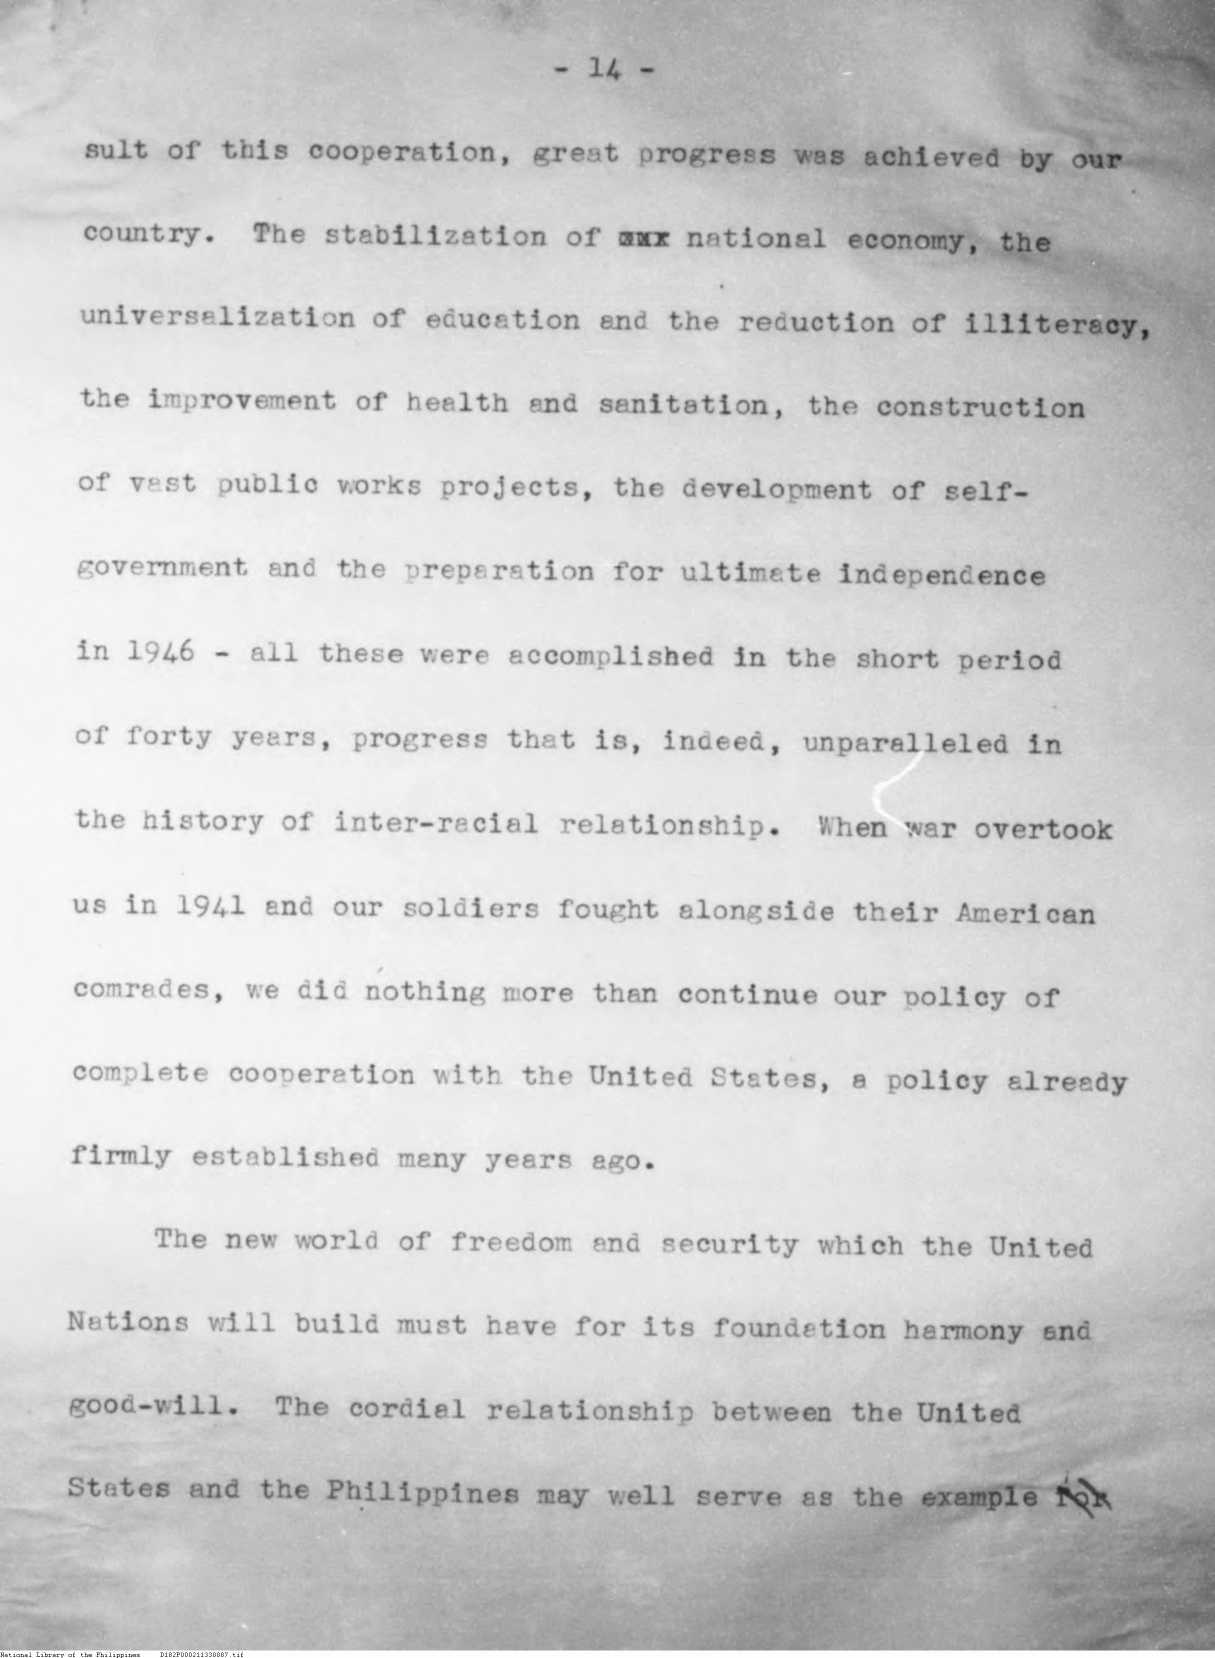 - 14 -
sult of this cooperation, great progress was achieved by our
country. The stabilization of national economy, the
universalization of education and the reduction of illiteracy,
the improvement of health and sanitation, the construction
of vast public works projects, the development of self-
government and the preparation for ultimate independence
in 1946 - all these were accomplished in the short period
of forty years, progress that is, indeed, unparalleled in
the history of inter-racial relationship. When war overtook
us in 1941 and our soldiers fought alongside their American
comrades, we did nothing more than continue our policy of
complete cooperation with the United States, a policy already
firmly established many years ago.
The new world of freedom and security which the United
Nations will build must have for its foundation harmony and
good-will. The cordial relationship between the United
States and the Philippines may well serve as the example for
National Library of the Philippines D182P000211330087.tif